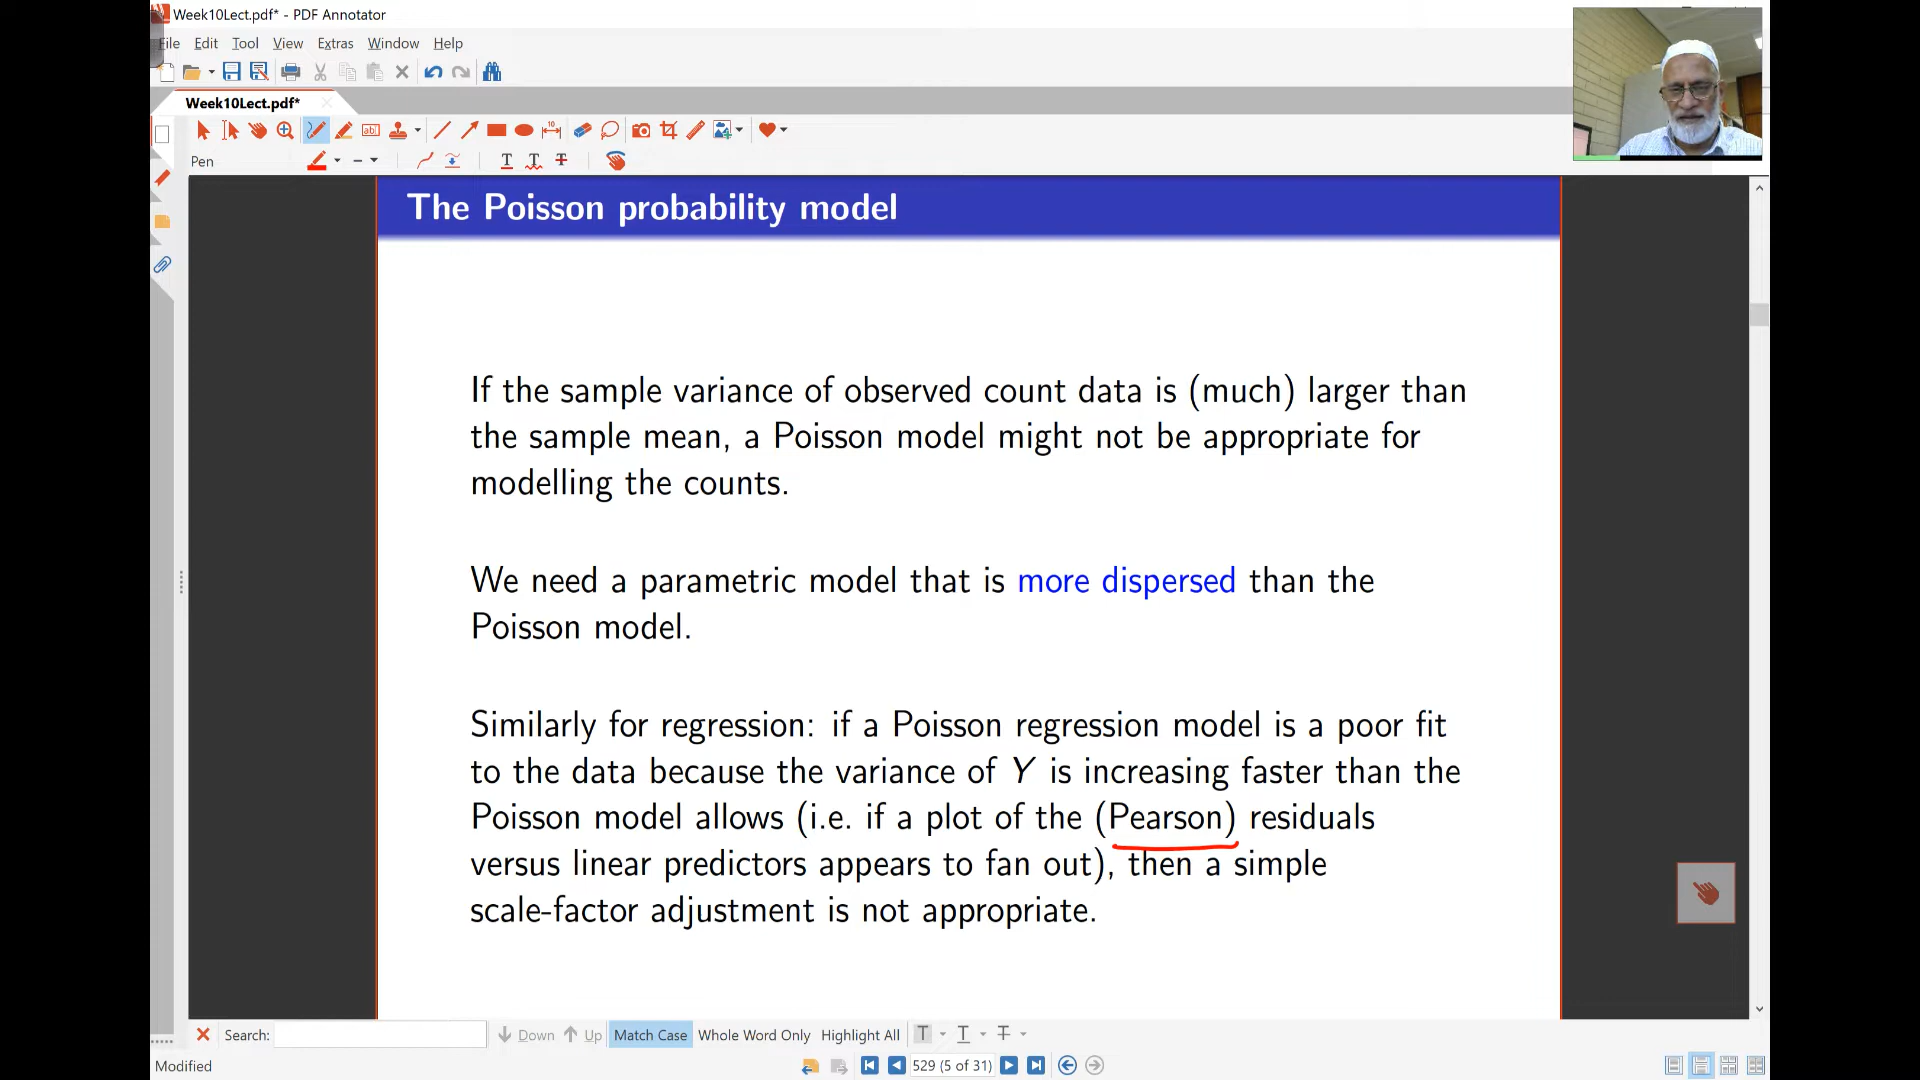 Week10Lect.pdf* - PDF Annotator
File Edit Tool View Extras Window Help
Week10Lect.pdf*
Pen
The Poisson probability model
If the sample variance of observed count data is (much) larger than
the sample mean, a Poisson model might not be appropriate for
modelling the counts.
We need a parametric model that is more dispersed than the
Poisson model.
Similarly for regression: if a Poisson regression model is a poor fit
to the data because the variance of Y is increasing faster than the
Poisson model allows (i.e. if a plot of the (Pearson) residuals
versus linear predictors appears to fan out), then a simple
scale-factor adjustment is not appropriate.
Search: Down Up Match Case Whole Word Only Highlight All
Modified 529 (5 of 31)